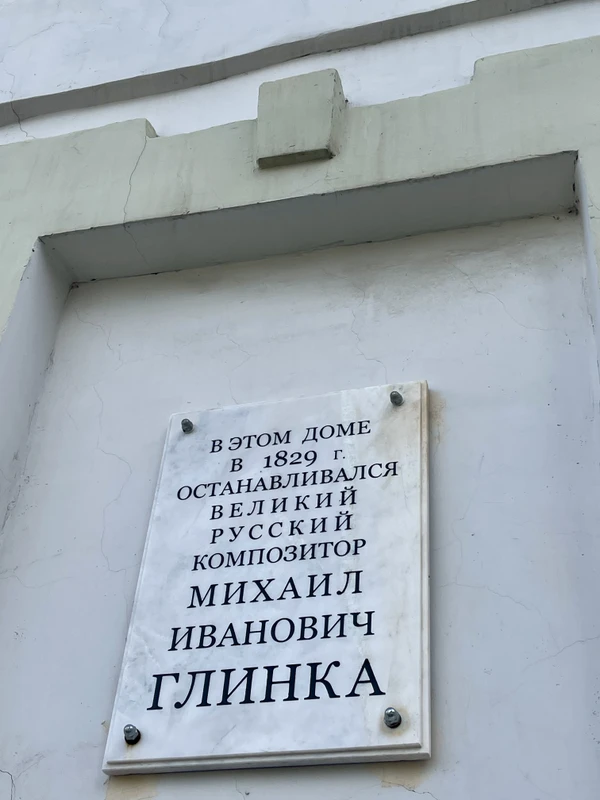 В ЭТОМ ДОМЕ
В 1829 Г.
ОСТАНАВЛИВАЛСЯ
ВЕЛИКИЙ
РУССКИЙ
КОМПОЗИТОР
МИХАИЛ
ИВАНОВИЧ
ГЛИНКА